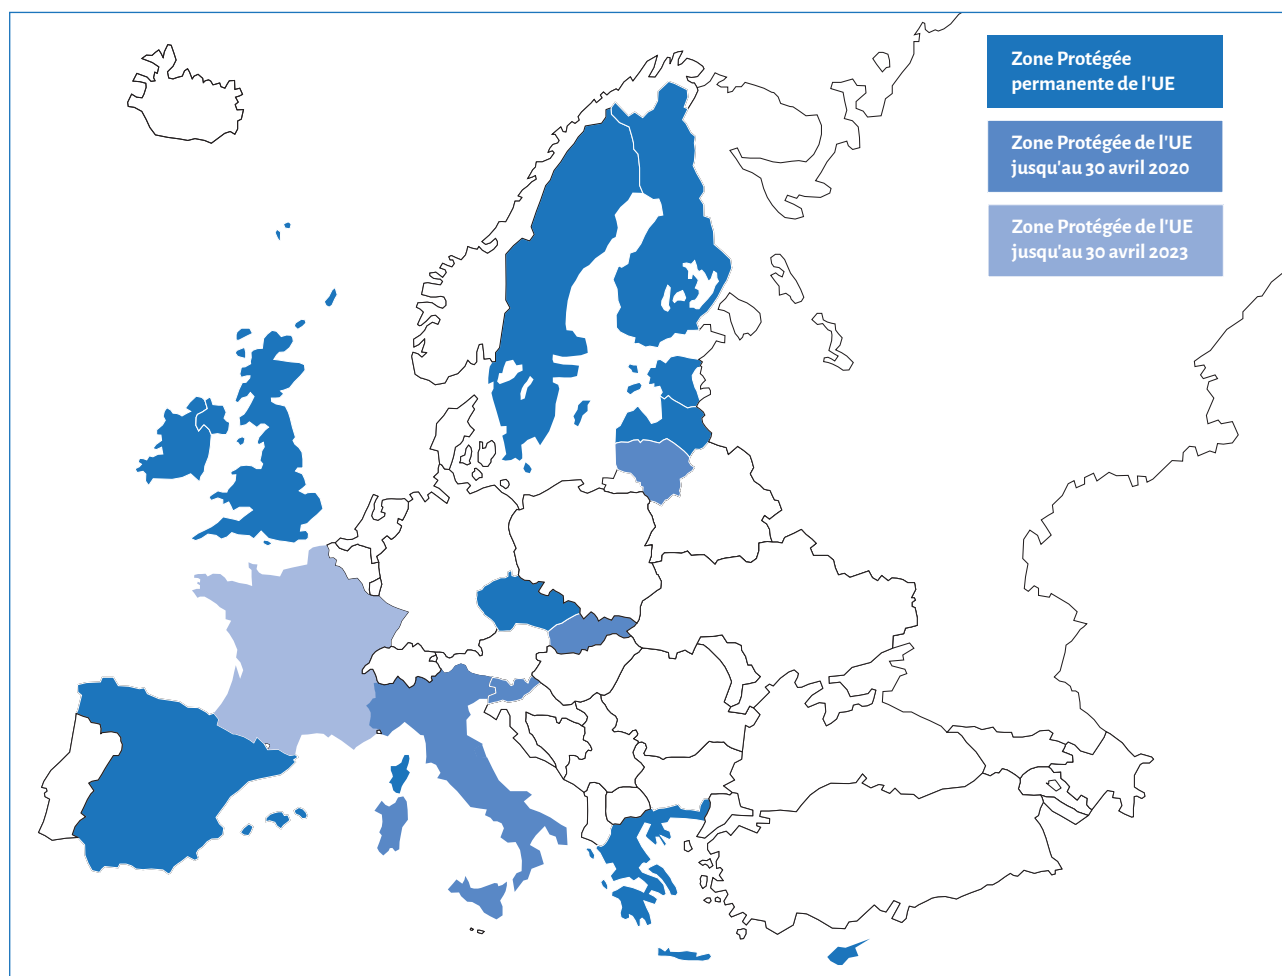 Zone Protégée
permanente de l'UE
Zone Protégée de l'UE
jusqu'au 30 avril 2020
Zone Protégée de l'UE
jusqu'au 30 avril 2023